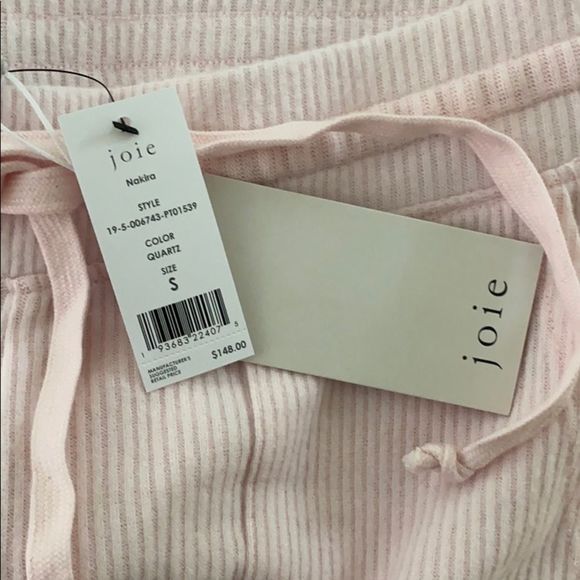 joie
Nakira
STYLE
19-5-006743-PT01539
COLOR
QUARTZ
SIZE
S
1 93683 22407 5
MANUFACTURER'S
SUGGESTED
RETAIL PRICE
$148.00
joie